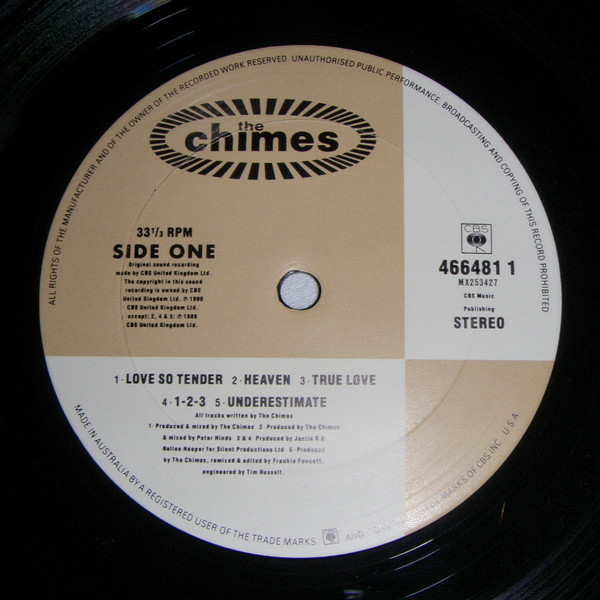 ALL RIGHTS OF THE MANUFACTURER AND OF THE OWNER OF THE RECORDED WORK RESERVED. UNAUTHORISED PUBLIC PERFORMANCE, BROADCASTING AND COPYING OF THIS RECORD PROHIBITED
the
chimes
33 1/3 RPM
SIDE ONE
Original sound recording
made by CBS United Kingdom Ltd.
The copyright in this sound
recording is owned by CBS
United Kingdom Ltd. ℗ 1990
CBS United Kingdom Ltd.
except: 2, 4 & 5: ℗ 1989
CBS United Kingdom Ltd.
CBS
466481 1
MX253427
CBS Music
Publishing
STEREO
1·LOVE SO TENDER 2·HEAVEN 3·TRUE LOVE
4·1-2-3 5·UNDERESTIMATE
All tracks written by The Chimes
1·Produced & mixed by The Chimes 2·Produced by The Chimes
& mixed by Peter Hinds 3 & 4·Produced by Jazzie B &
Nellee Hooper for Silent Productions Ltd 5·Produced
by The Chimes, remixed & edited by Frankie Foncett,
engineered by Tim Russell.
MADE IN AUSTRALIA BY A REGISTERED USER OF THE TRADE MARKS AND MARKS OF CBS INC. U.S.A